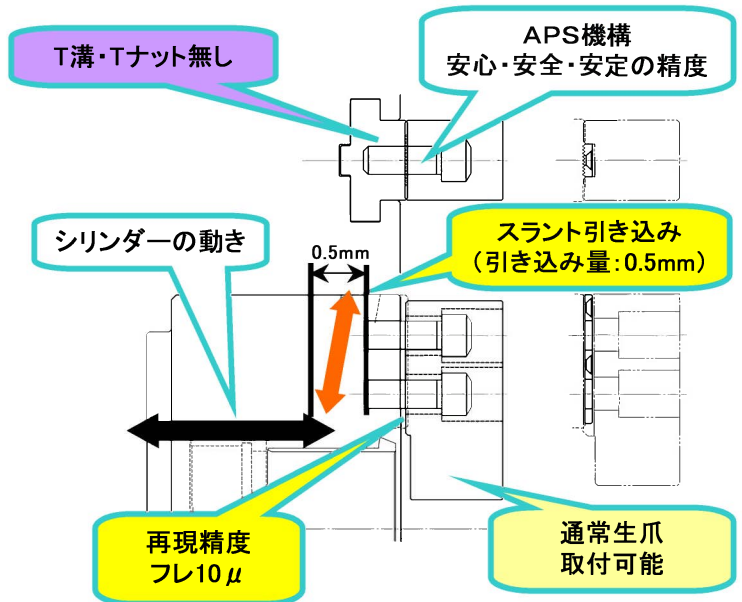 T溝・Tナット無し
APS機構
安心・安全・安定の精度
シリンダーの動き
0.5mm
スラント引き込み
(引き込み量:0.5mm)
再現精度
フレ10μ
通常生爪
取付可能